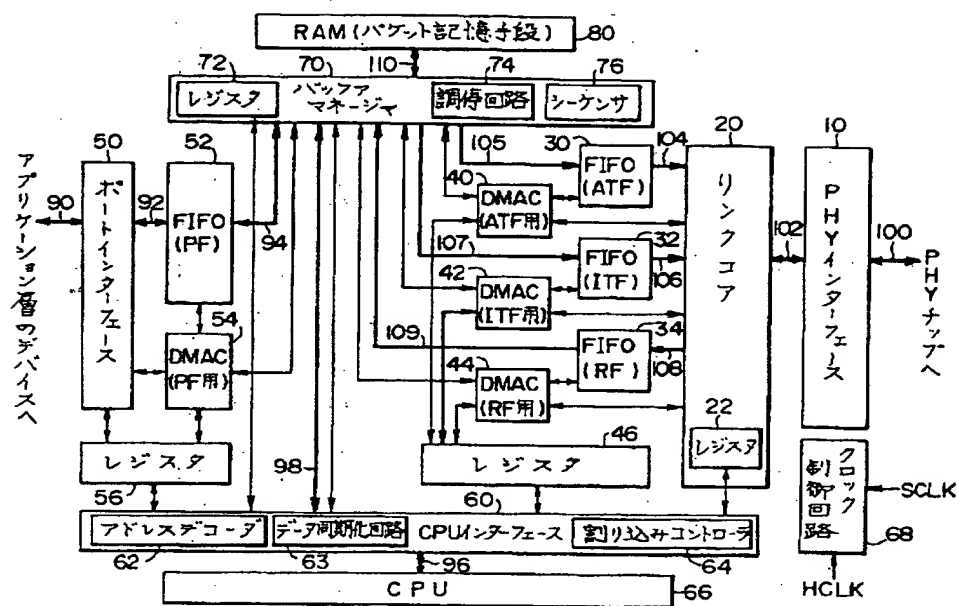 RAM(パケット記憶手段)
80
110
72
70
74
76
レジスタ
バッファ
マネージャ
調停回路
シーケンサ
50
52
105
30
104
20
10
アプリケーション層のデバイスへ
90
ポートインターフェース
92
FIFO
(PF)
94
40
DMAC
(ATF用)
FIFO
(ATF)
リンクコア
102
PHYインターフェース
100
PHYチップへ
107
32
42
DMAC
(ITF用)
FIFO
(ITF)
106
54
DMAC
(PF用)
109
34
44
DMAC
(RF用)
FIFO
(RF)
108
22
レジスタ
46
レジスタ
56
レジスタ
98
60
クロック
制御回路
SCLK
68
HCLK
アドレスデコーダ
データ同期化回路
CPUインターフェース
割り込みコントローラ
62
63
96
64
CPU
66